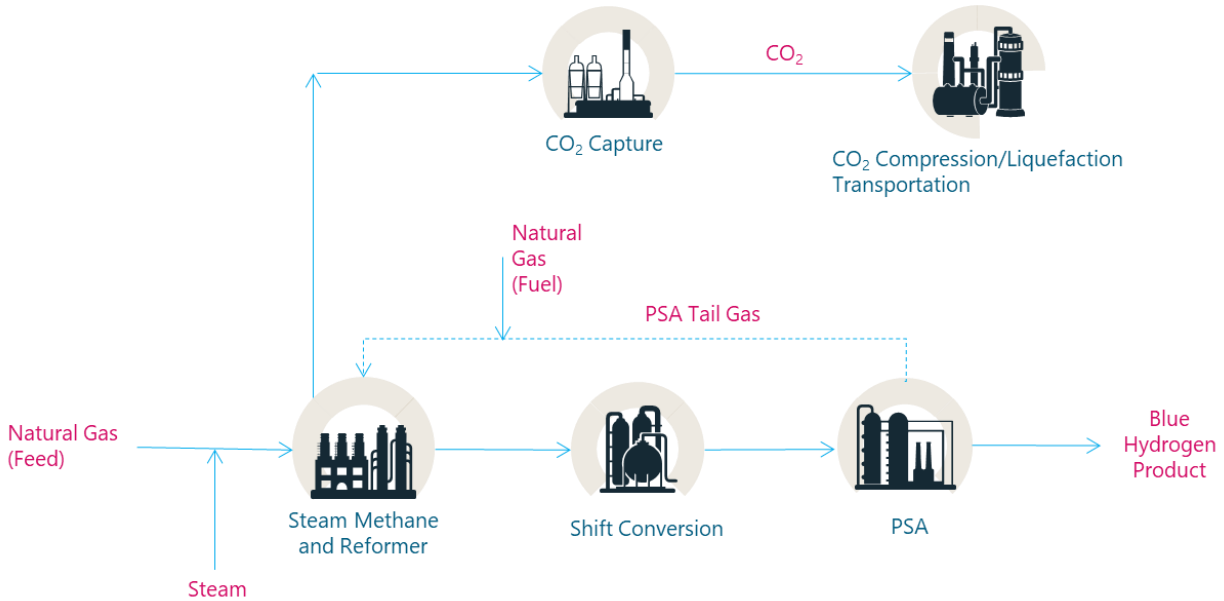 CO₂
CO₂ Capture
CO₂ Compression/Liquefaction
Transportation
Natural
Gas
(Fuel)
PSA Tail Gas
Natural Gas
(Feed)
Blue
Hydrogen
Product
Steam Methane
and Reformer
Shift Conversion
PSA
Steam